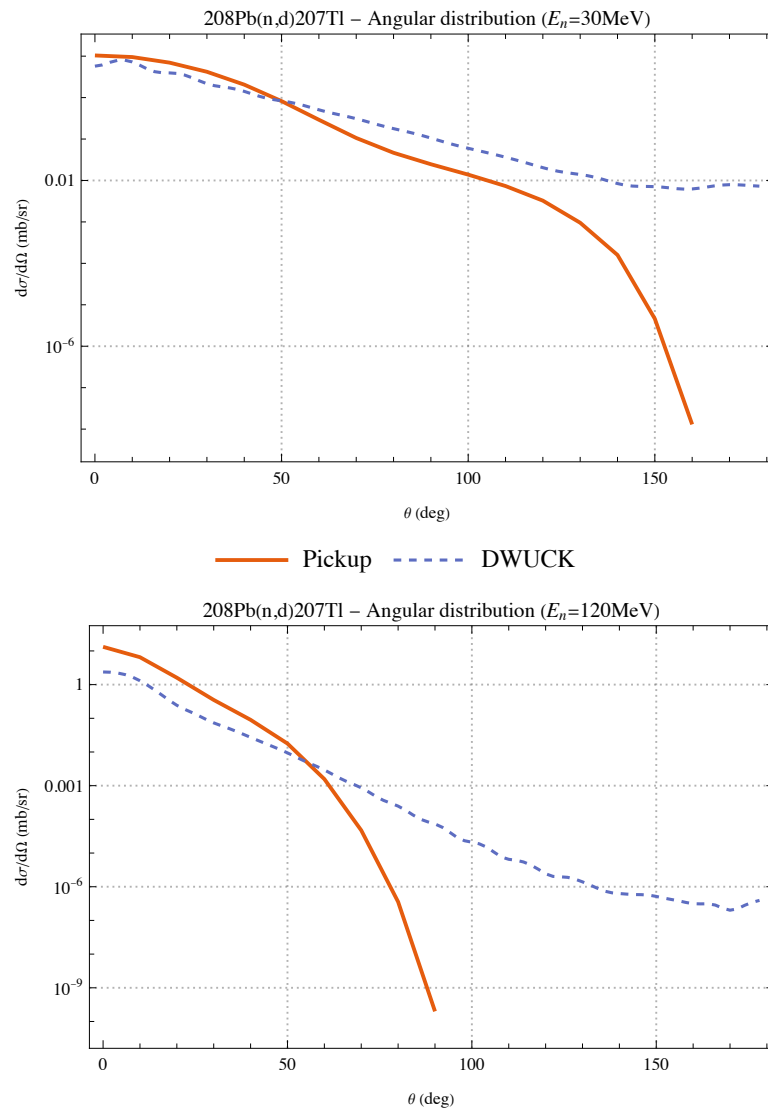 208Pb(n,d)207Tl – Angular distribution (Eₙ=30MeV)
dσ/dΩ (mb/sr)
0.01
10⁻⁶
0 50 100 150
θ (deg)
Pickup DWUCK
208Pb(n,d)207Tl – Angular distribution (Eₙ=120MeV)
dσ/dΩ (mb/sr)
1
0.001
10⁻⁶
10⁻⁹
0 50 100 150
θ (deg)